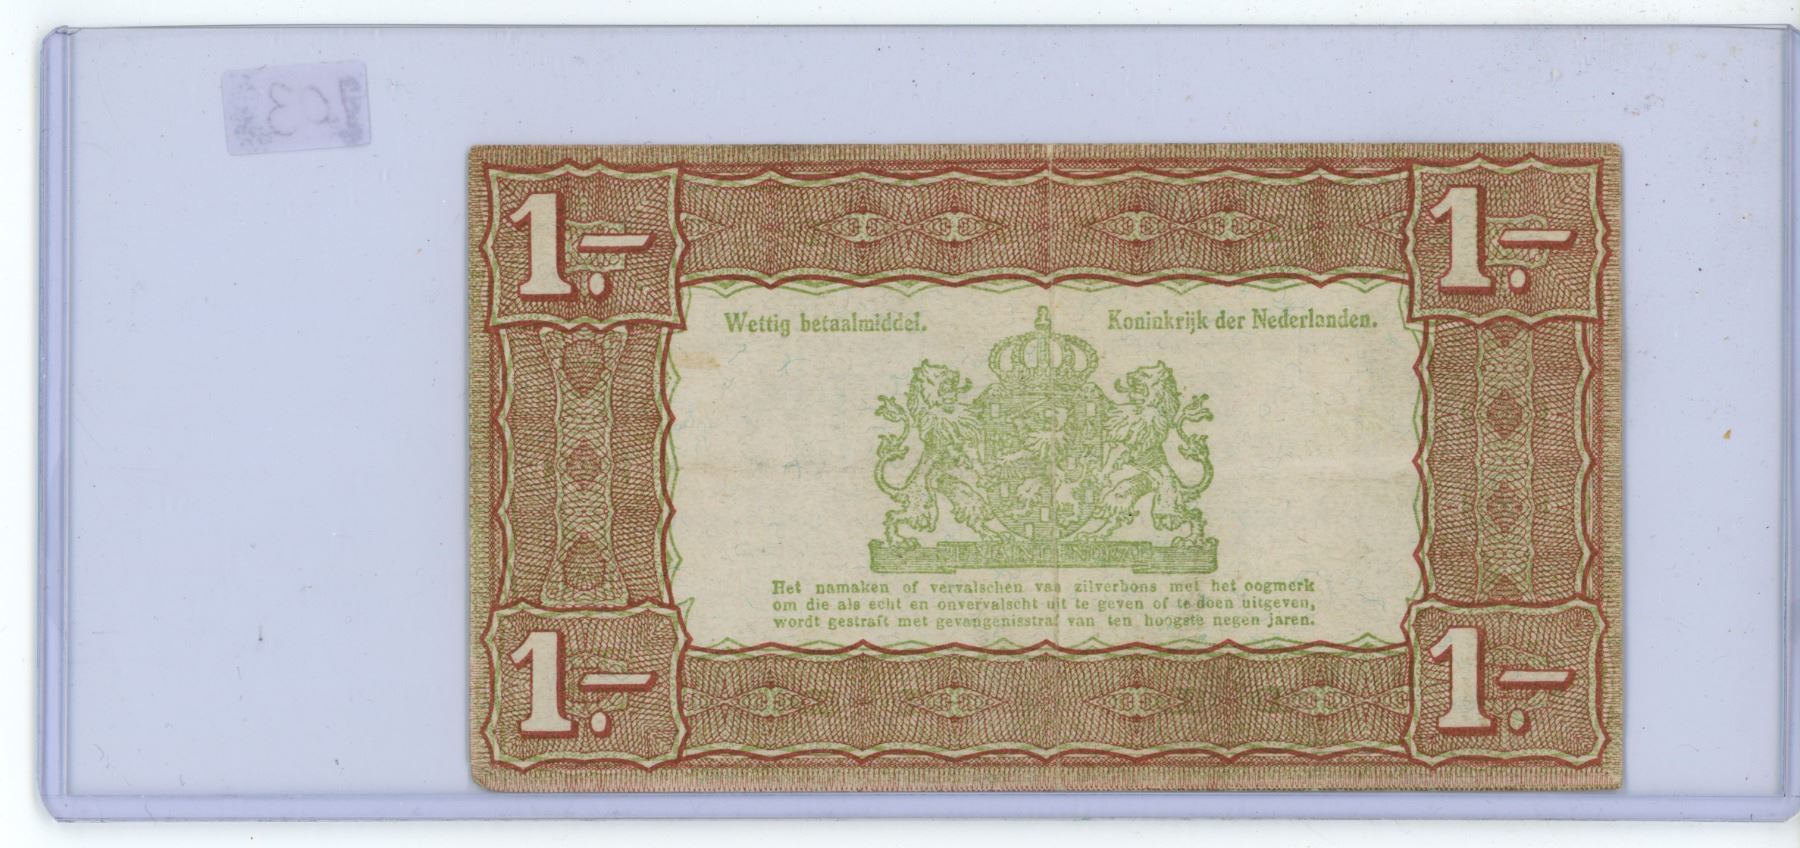 103
1.- 1.-
Wettig betaalmiddel. Koninkrijk der Nederlanden.
Het namaken of vervalschen van zilverbons met het oogmerk
om die als echt en onvervalscht uit te geven of te doen uitgeven,
wordt gestraft met gevangenisstraf van ten hoogste negen jaren.
1.- 1.-